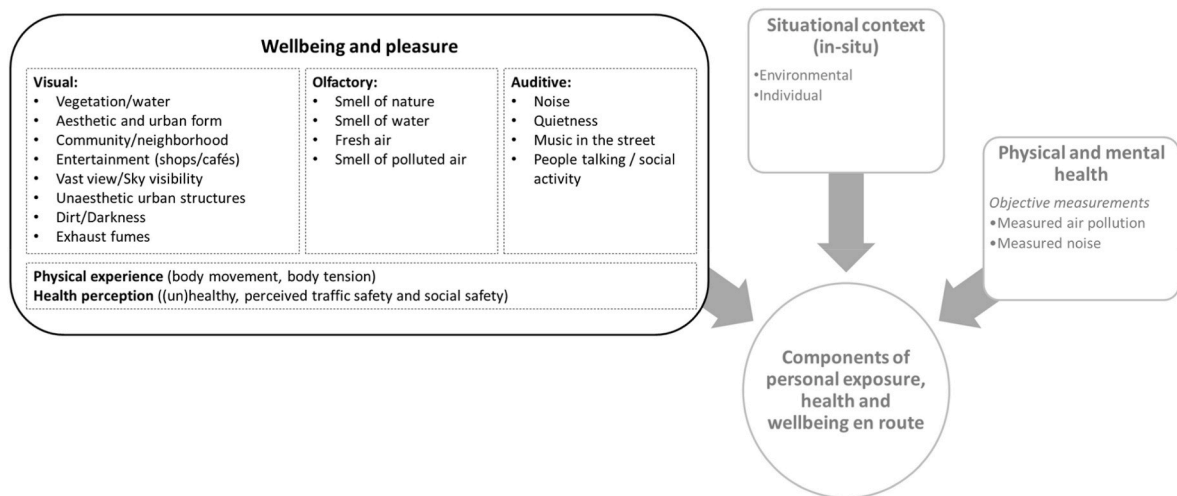 Wellbeing and pleasure
Visual:
• Vegetation/water
• Aesthetic and urban form
• Community/neighborhood
• Entertainment (shops/cafés)
• Vast view/Sky visibility
• Unaesthetic urban structures
• Dirt/Darkness
• Exhaust fumes
Olfactory:
• Smell of nature
• Smell of water
• Fresh air
• Smell of polluted air
Auditive:
• Noise
• Quietness
• Music in the street
• People talking / social
activity
Physical experience (body movement, body tension)
Health perception ((un)healthy, perceived traffic safety and social safety)
Situational context
(in-situ)
•Environmental
•Individual
Physical and mental
health
Objective measurements
•Measured air pollution
•Measured noise
Components of
personal exposure,
health and
wellbeing en route